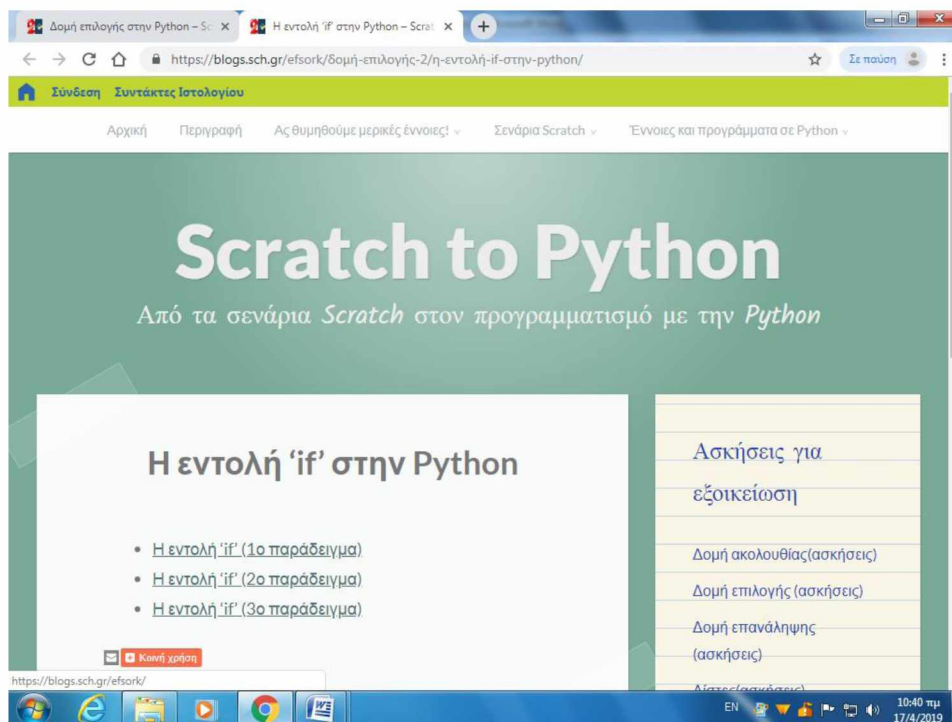 Δομή επιλογής στην Python – Sc
Η εντολή 'if' στην Python – Scrat
https://blogs.sch.gr/efsork/δομή-επιλογής-2/η-εντολή-if-στην-python/
Σε παύση
Σύνδεση Συντάκτες Ιστολογίου
Αρχική Περιγραφή Ας θυμηθούμε μερικές έννοιες! Σενάρια Scratch Έννοιες και προγράμματα σε Python
Scratch to Python
Από τα σενάρια Scratch στον προγραμματισμό με την Python
Η εντολή 'if' στην Python
Η εντολή 'if' (1ο παράδειγμα)
Η εντολή 'if' (2ο παράδειγμα)
Η εντολή 'if' (3ο παράδειγμα)
Κοινή χρήση
Ασκήσεις για
εξοικείωση
Δομή ακολουθίας(ασκήσεις)
Δομή επιλογής (ασκήσεις)
Δομή επανάληψης
(ασκήσεις)
Λίστες(ασκήσεις)
https://blogs.sch.gr/efsork/
EN
10:40 πμ
17/4/2019